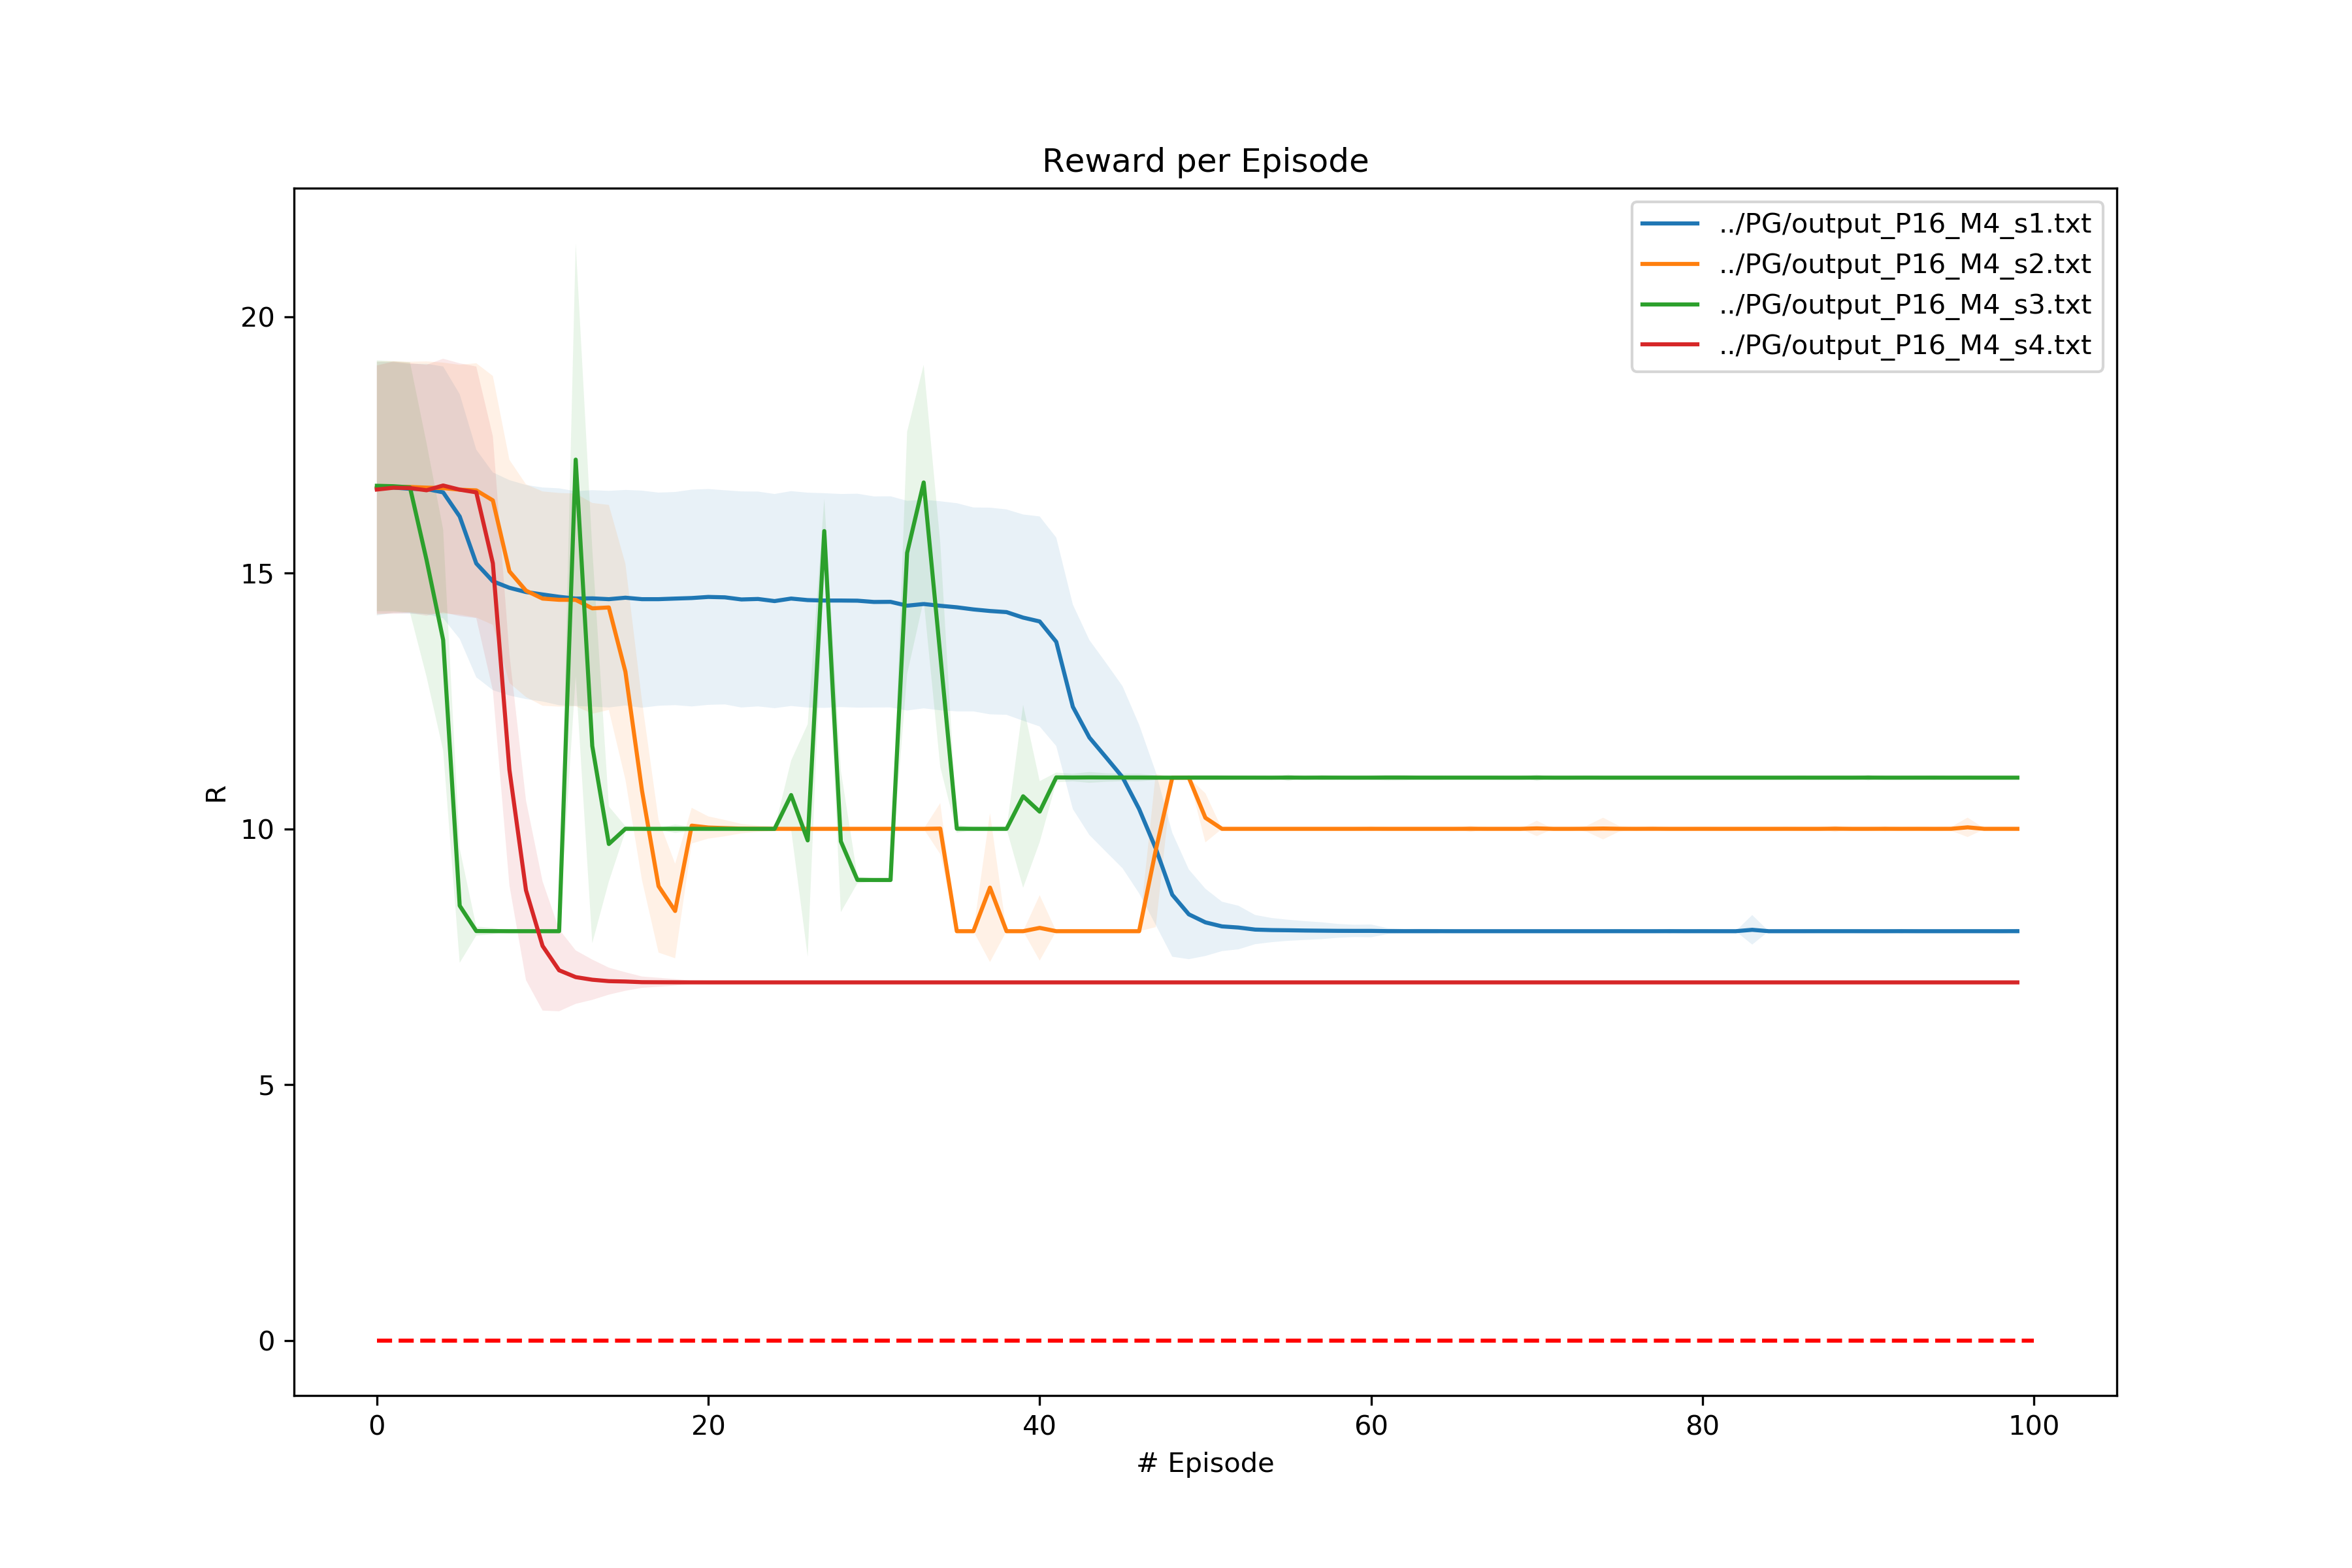 Reward per Episode
../PG/output_P16_M4_s1.txt
../PG/output_P16_M4_s2.txt
../PG/output_P16_M4_s3.txt
../PG/output_P16_M4_s4.txt
20
15
10
5
0
R
0 20 40 60 80 100
# Episode